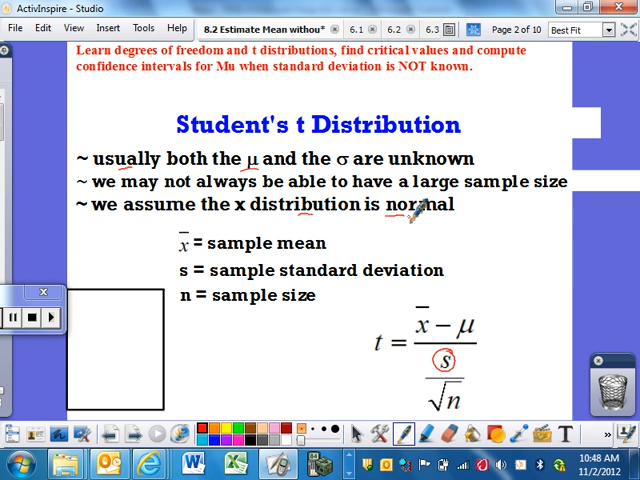 ActivInspire - Studio
File Edit View Insert Tools Help 8.2 Estimate Mean withou* 6.1 6.2 6.3 Page 2 of 10 Best Fit
Learn degrees of freedom and t distributions, find critical values and compute
confidence intervals for Mu when standard deviation is NOT known.
Student's t Distribution
~ usually both the μ and the σ are unknown
~ we may not always be able to have a large sample size
~ we assume the x distribution is normal
x̄ = sample mean
s = sample standard deviation
n = sample size
t = (x̄ − μ) / (s / √n)
10:48 AM
11/2/2012